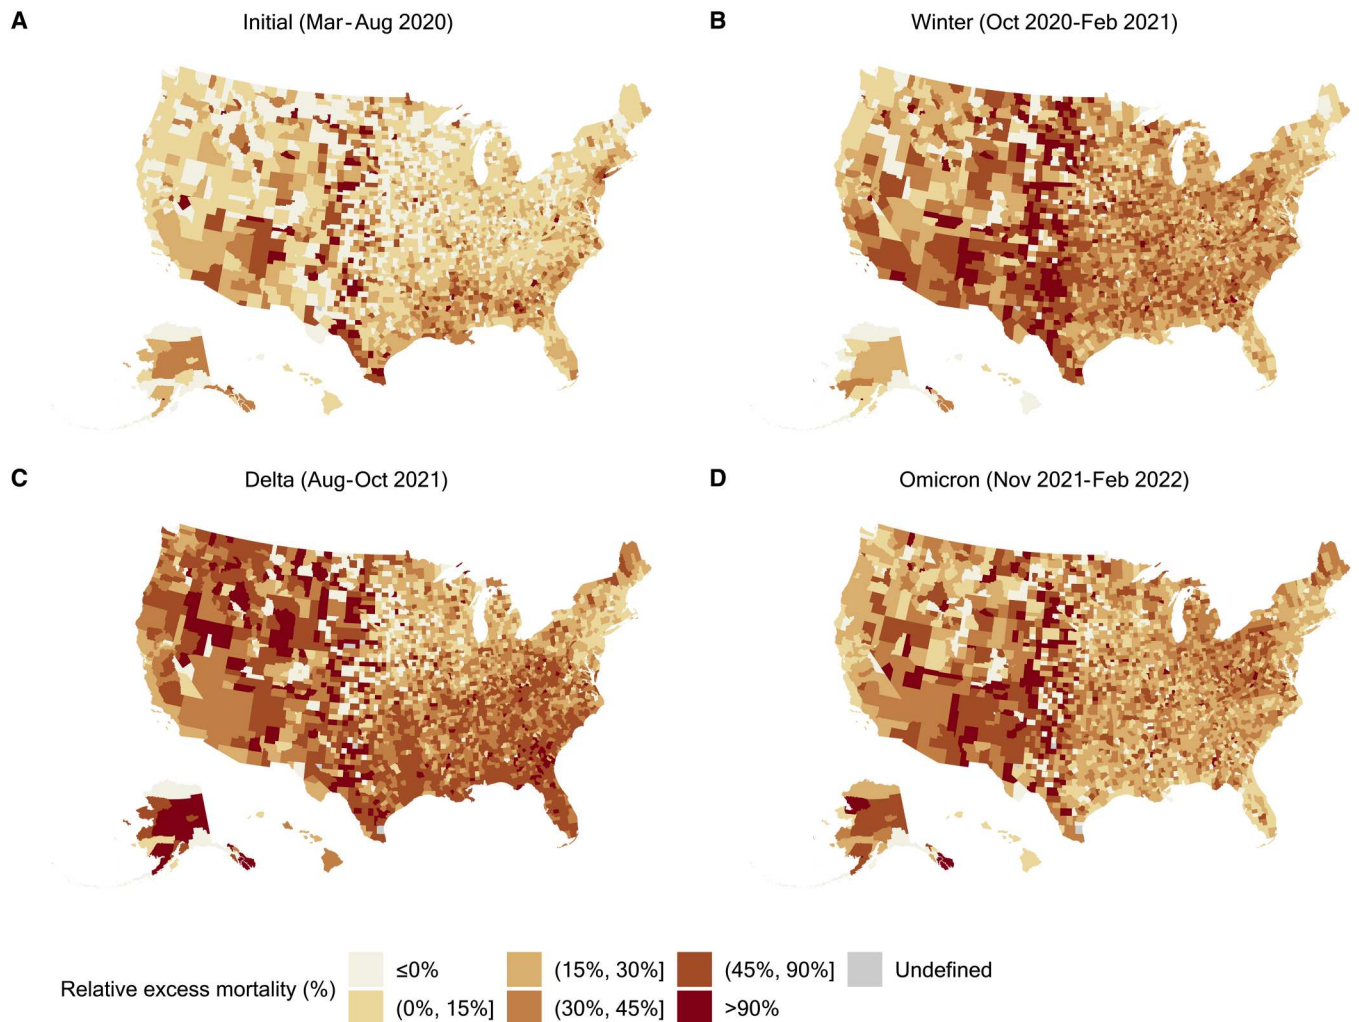 A
Initial (Mar-Aug 2020)
B
Winter (Oct 2020-Feb 2021)
C
Delta (Aug-Oct 2021)
D
Omicron (Nov 2021-Feb 2022)
Relative excess mortality (%)
≤0%
(0%, 15%]
(15%, 30%]
(30%, 45%]
(45%, 90%]
>90%
Undefined